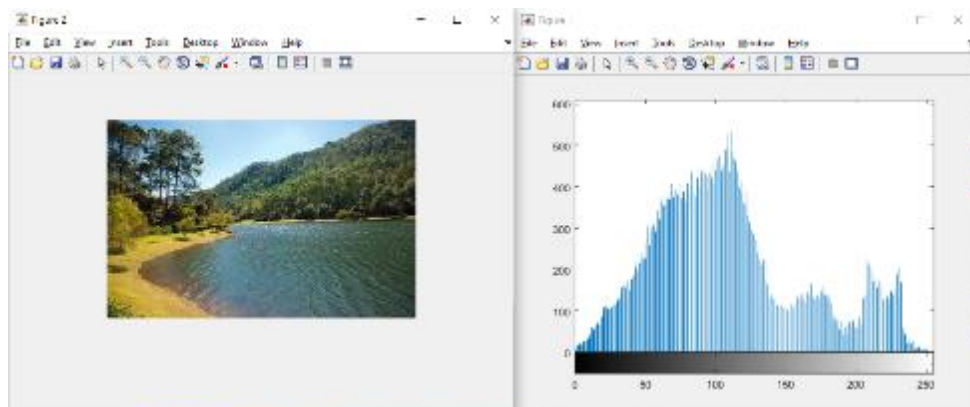 Figure 2
File Edit View Insert Tools Desktop Window Help
Figure
File Edit View Insert Tools Desktop Window Help
600
500
400
300
200
100
0
0 50 100 150 200 250